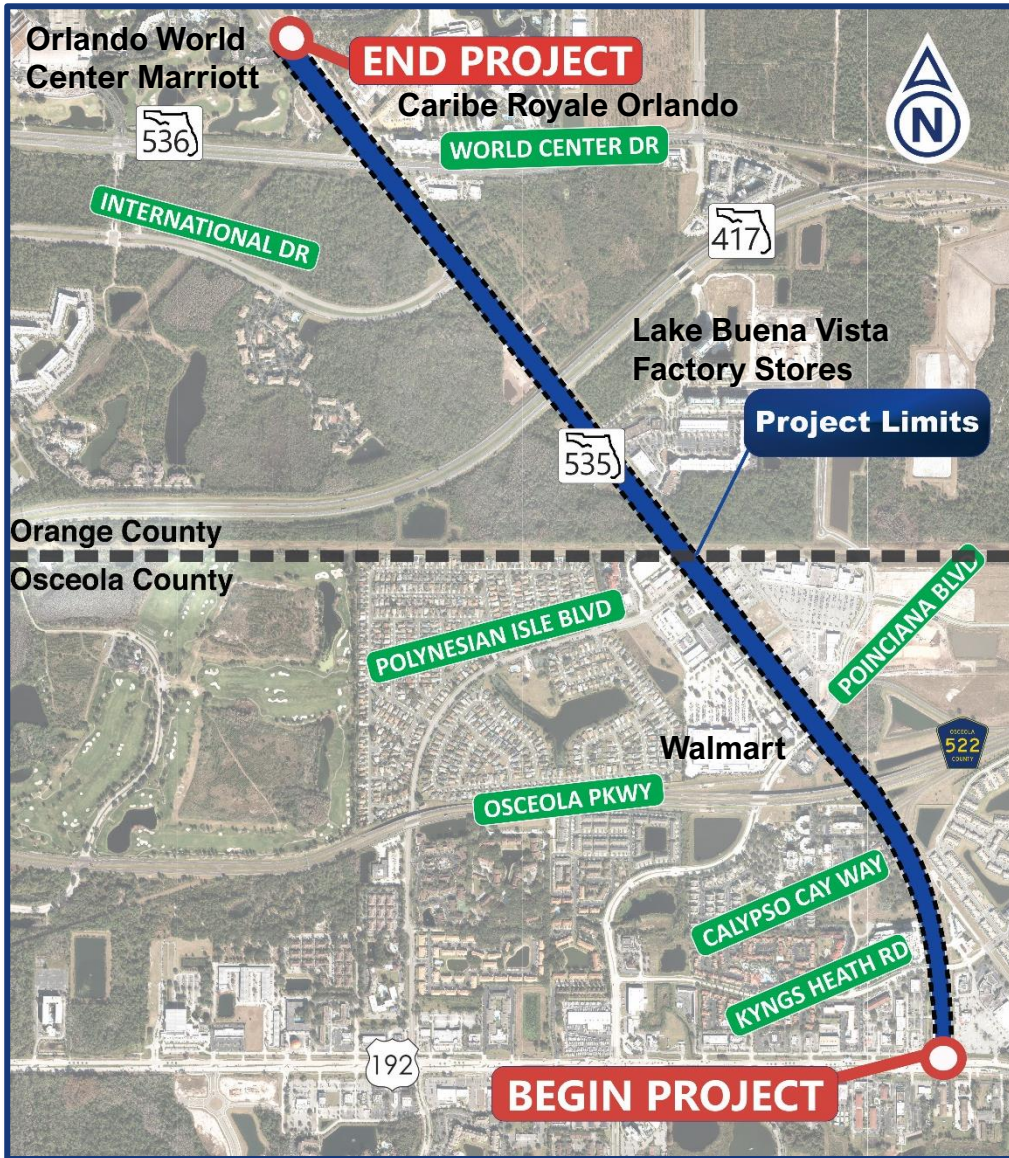 Orlando World
Center Marriott
END PROJECT
Caribe Royale Orlando
536
WORLD CENTER DR
N
INTERNATIONAL DR
417
Lake Buena Vista
Factory Stores
Project Limits
535
Orange County
Osceola County
POLYNESIAN ISLE BLVD
POINCIANA BLVD
Walmart
OSCEOLA
522
COUNTY
OSCEOLA PKWY
CALYPSO CAY WAY
KYNGS HEATH RD
192
BEGIN PROJECT